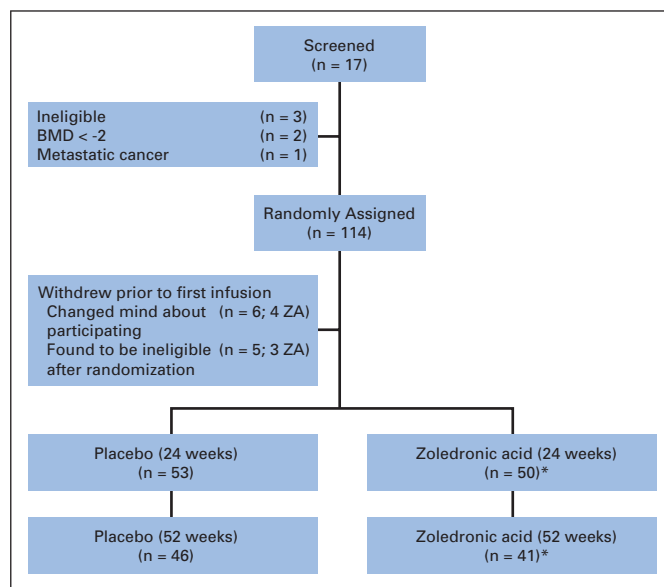 Screened
(n = 17)
Ineligible (n = 3)
BMD < -2 (n = 2)
Metastatic cancer (n = 1)
Randomly Assigned
(n = 114)
Withdrew prior to first infusion
Changed mind about (n = 6; 4 ZA)
participating
Found to be ineligible (n = 5; 3 ZA)
after randomization
Placebo (24 weeks)
(n = 53)
Zoledronic acid (24 weeks)
(n = 50)*
Placebo (52 weeks)
(n = 46)
Zoledronic acid (52 weeks)
(n = 41)*